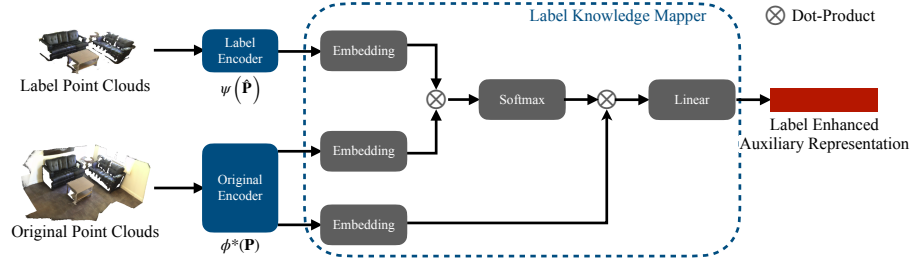 Label Knowledge Mapper
Dot-Product
Label
Encoder
Embedding
Label Point Clouds
ψ(P̂)
Softmax
Linear
Label Enhanced
Auxiliary Representation
Embedding
Original
Encoder
Embedding
Original Point Clouds
ϕ*(P)